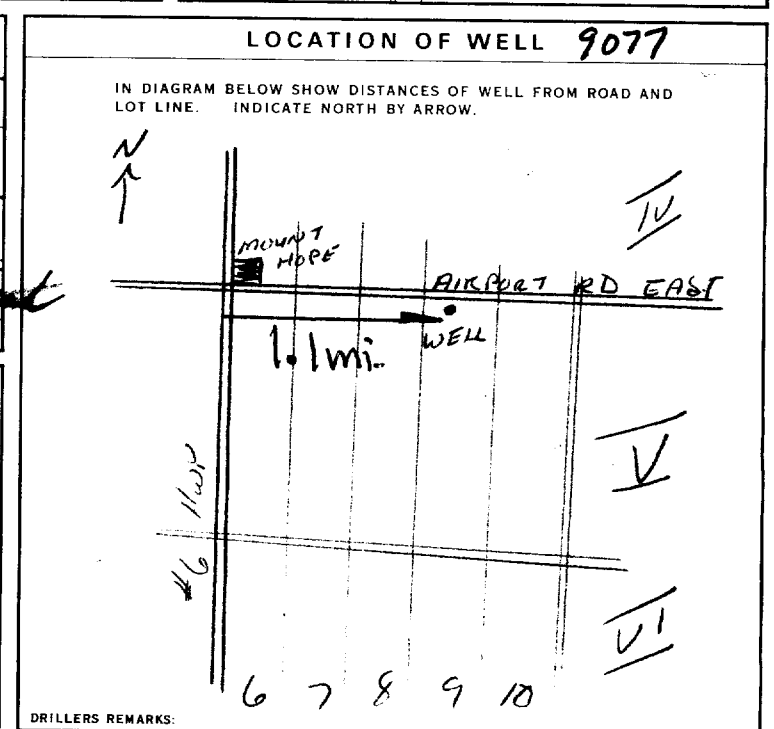 LOCATION OF WELL 9077
IN DIAGRAM BELOW SHOW DISTANCES OF WELL FROM ROAD AND
LOT LINE. INDICATE NORTH BY ARROW.
N
IV
MOUNT
HOPE
AIRPORT RD EAST
WELL
1.1 mi.
V
#6 HWY
VI
6 7 8 9 10
DRILLERS REMARKS: